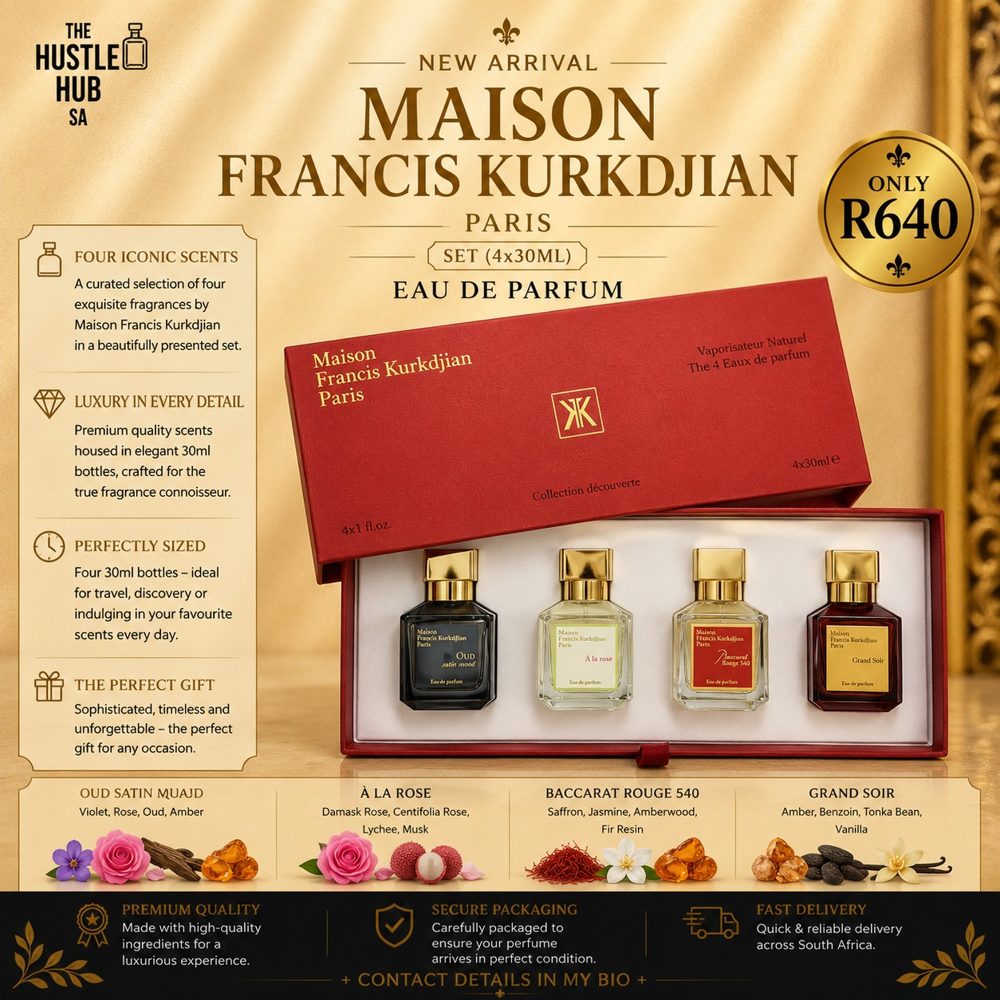 THE
HUSTLE
HUB
SA
NEW ARRIVAL
MAISON
FRANCIS KURKDJIAN
PARIS
SET (4x30ML)
EAU DE PARFUM
ONLY
R640
FOUR ICONIC SCENTS
A curated selection of four
exquisite fragrances by
Maison Francis Kurkdjian
in a beautifully presented set.
LUXURY IN EVERY DETAIL
Premium quality scents
housed in elegant 30ml
bottles, crafted for the
true fragrance connoisseur.
PERFECTLY SIZED
Four 30ml bottles – ideal
for travel, discovery or
indulging in your favourite
scents every day.
THE PERFECT GIFT
Sophisticated, timeless and
unforgettable – the perfect
gift for any occasion.
Maison
Francis Kurkdjian
Paris
Vaporisateur Naturel
The 4 Eaux de parfum
Collection découverte
4x1 fl.oz.
4x30ml e
Maison
Francis Kurkdjian
Paris
OUD
satin mood
Eau de parfum
Maison
Francis Kurkdjian
Paris
À la rose
Eau de parfum
Maison
Francis Kurkdjian
Paris
Baccarat
Rouge 540
Eau de parfum
Maison
Francis Kurkdjian
Paris
Grand Soir
Eau de parfum
OUD SATIN MUAJD
Violet, Rose, Oud, Amber
À LA ROSE
Damask Rose, Centifolia Rose,
Lychee, Musk
BACCARAT ROUGE 540
Saffron, Jasmine, Amberwood,
Fir Resin
GRAND SOIR
Amber, Benzoin, Tonka Bean,
Vanilla
PREMIUM QUALITY
Made with high-quality
ingredients for a
luxurious experience.
SECURE PACKAGING
Carefully packaged to
ensure your perfume
arrives in perfect condition.
FAST DELIVERY
Quick & reliable delivery
across South Africa.
+ CONTACT DETAILS IN MY BIO +